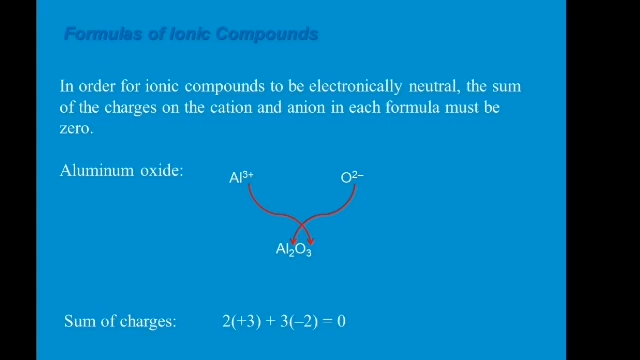 Formulas of Ionic Compounds
In order for ionic compounds to be electronically neutral, the sum
of the charges on the cation and anion in each formula must be
zero.
Aluminum oxide: Al³⁺ O²⁻
Al₂O₃
Sum of charges: 2(+3) + 3(–2) = 0